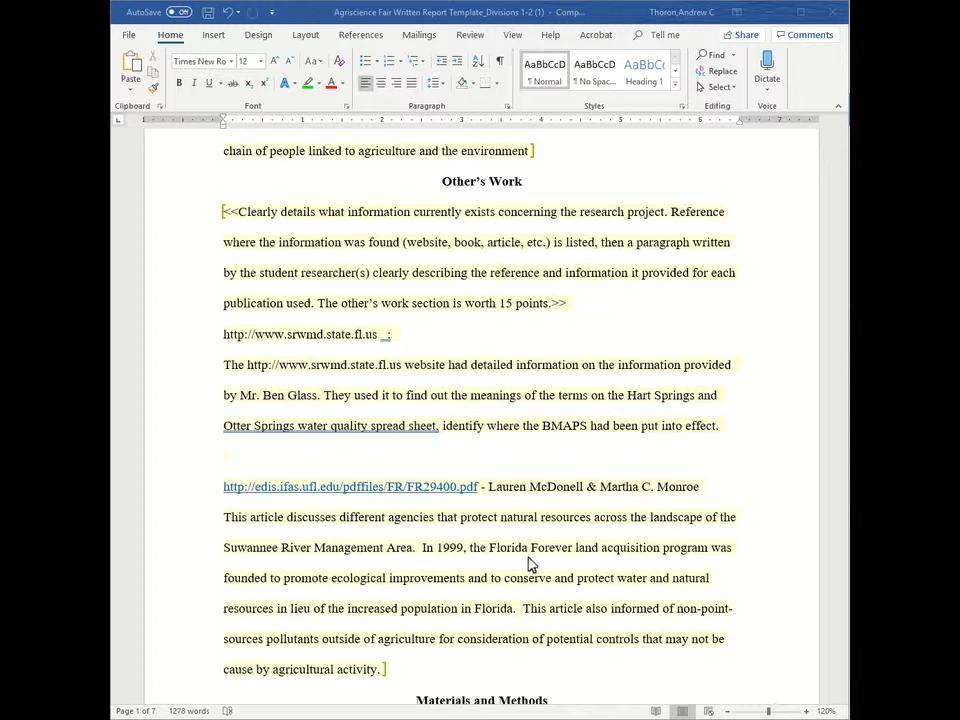 AutoSave Off Agriscience Fair Written Report Template_Divisions 1-2 (1) - Comp... Thoron,Andrew C
File Home Insert Design Layout References Mailings Review View Help Acrobat Tell me Share Comments
Times New Ro 12 AaBbCcD AaBbCcD AaBbC Find
Paste Normal No Spac... Heading 1 Replace Dictate
Select
Clipboard Font Paragraph Styles Editing Voice
chain of people linked to agriculture and the environment
Other's Work
<<Clearly details what information currently exists concerning the research project. Reference
where the information was found (website, book, article, etc.) is listed, then a paragraph written
by the student researcher(s) clearly describing the reference and information it provided for each
publication used. The other's work section is worth 15 points.>>
http://www.srwmd.state.fl.us _:
The http://www.srwmd.state.fl.us website had detailed information on the information provided
by Mr. Ben Glass. They used it to find out the meanings of the terms on the Hart Springs and
Otter Springs water quality spread sheet, identify where the BMAPS had been put into effect.
http://edis.ifas.ufl.edu/pdffiles/FR/FR29400.pdf - Lauren McDonell & Martha C. Monroe
This article discusses different agencies that protect natural resources across the landscape of the
Suwannee River Management Area. In 1999, the Florida Forever land acquisition program was
founded to promote ecological improvements and to conserve and protect water and natural
resources in lieu of the increased population in Florida. This article also informed of non-point-
sources pollutants outside of agriculture for consideration of potential controls that may not be
cause by agricultural activity.
Materials and Methods
Page 1 of 7 1278 words 120%